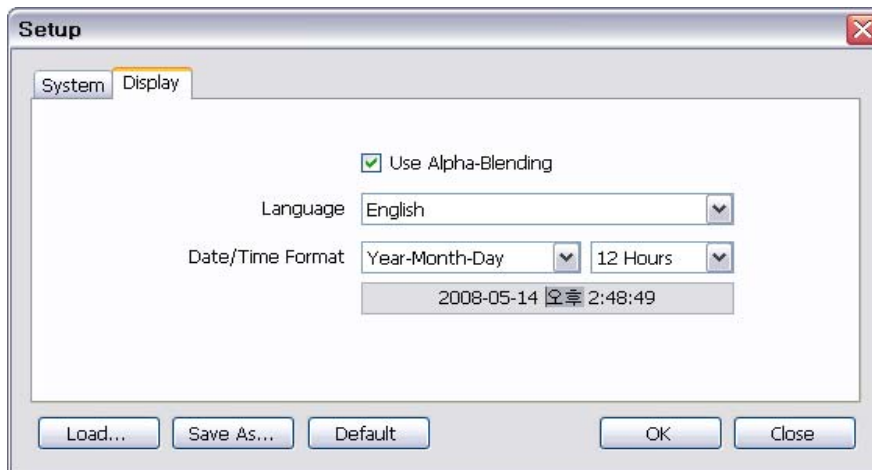 Setup
System Display
Use Alpha-Blending
Language English
Date/Time Format Year-Month-Day 12 Hours
2008-05-14 오후 2:48:49
Load... Save As... Default OK Close